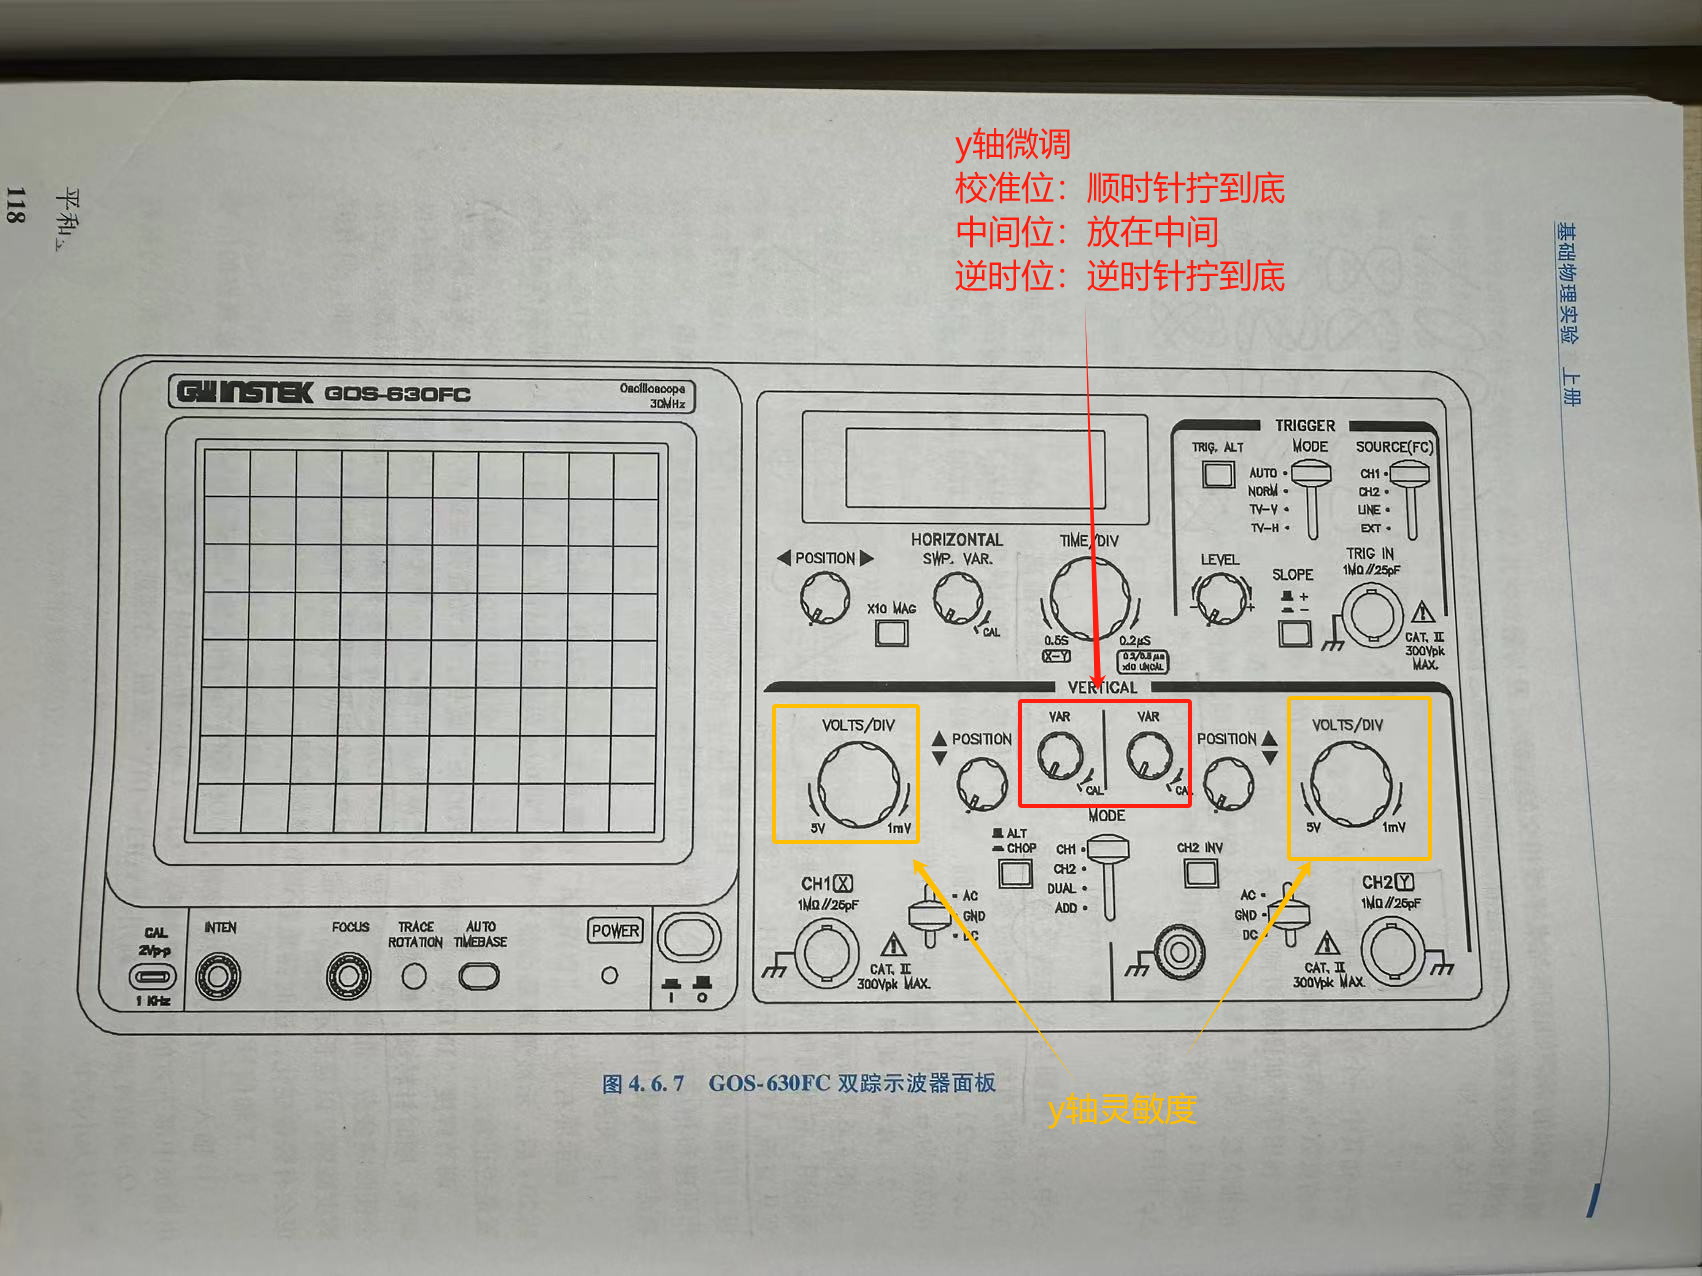 y轴微调
校准位：顺时针拧到底
中间位：放在中间
逆时位：逆时针拧到底
118
基础物理实验 上册
GW INSTEK GOS-630FC
Oscilloscope
30MHz
TRIGGER
TRIG. ALT
MODE
SOURCE(FC)
AUTO
NORM
TV-V
TV-H
CH1
CH2
LINE
EXT
HORIZONTAL
◀ POSITION ▶
SWP. VAR.
TIME/DIV
X10 MAG
CAL
0.5S
X-Y
0.2μS
x10 UNCAL
LEVEL
- +
SLOPE
+
-
TRIG IN
1MΩ//25pF
CAT. II
300Vpk
MAX.
VERTICAL
VOLTS/DIV
5V 1mV
▲ POSITION
▼
VAR
CAL
VAR
CAL
POSITION ▲
▼
VOLTS/DIV
5V 1mV
MODE
ALT
CHOP
CH1
CH2
DUAL
ADD
CH2 INV
CH1 X
1MΩ//25pF
AC
GND
DC
CAT. II
300Vpk MAX.
AC
GND
DC
CH2 Y
1MΩ//25pF
CAT. II
300Vpk MAX.
CAL
2Vp-p
1 KHz
INTEN
FOCUS
TRACE
ROTATION
AUTO
TIMEBASE
POWER
I O
图 4.6.7 GOS-630FC 双踪示波器面板
y轴灵敏度